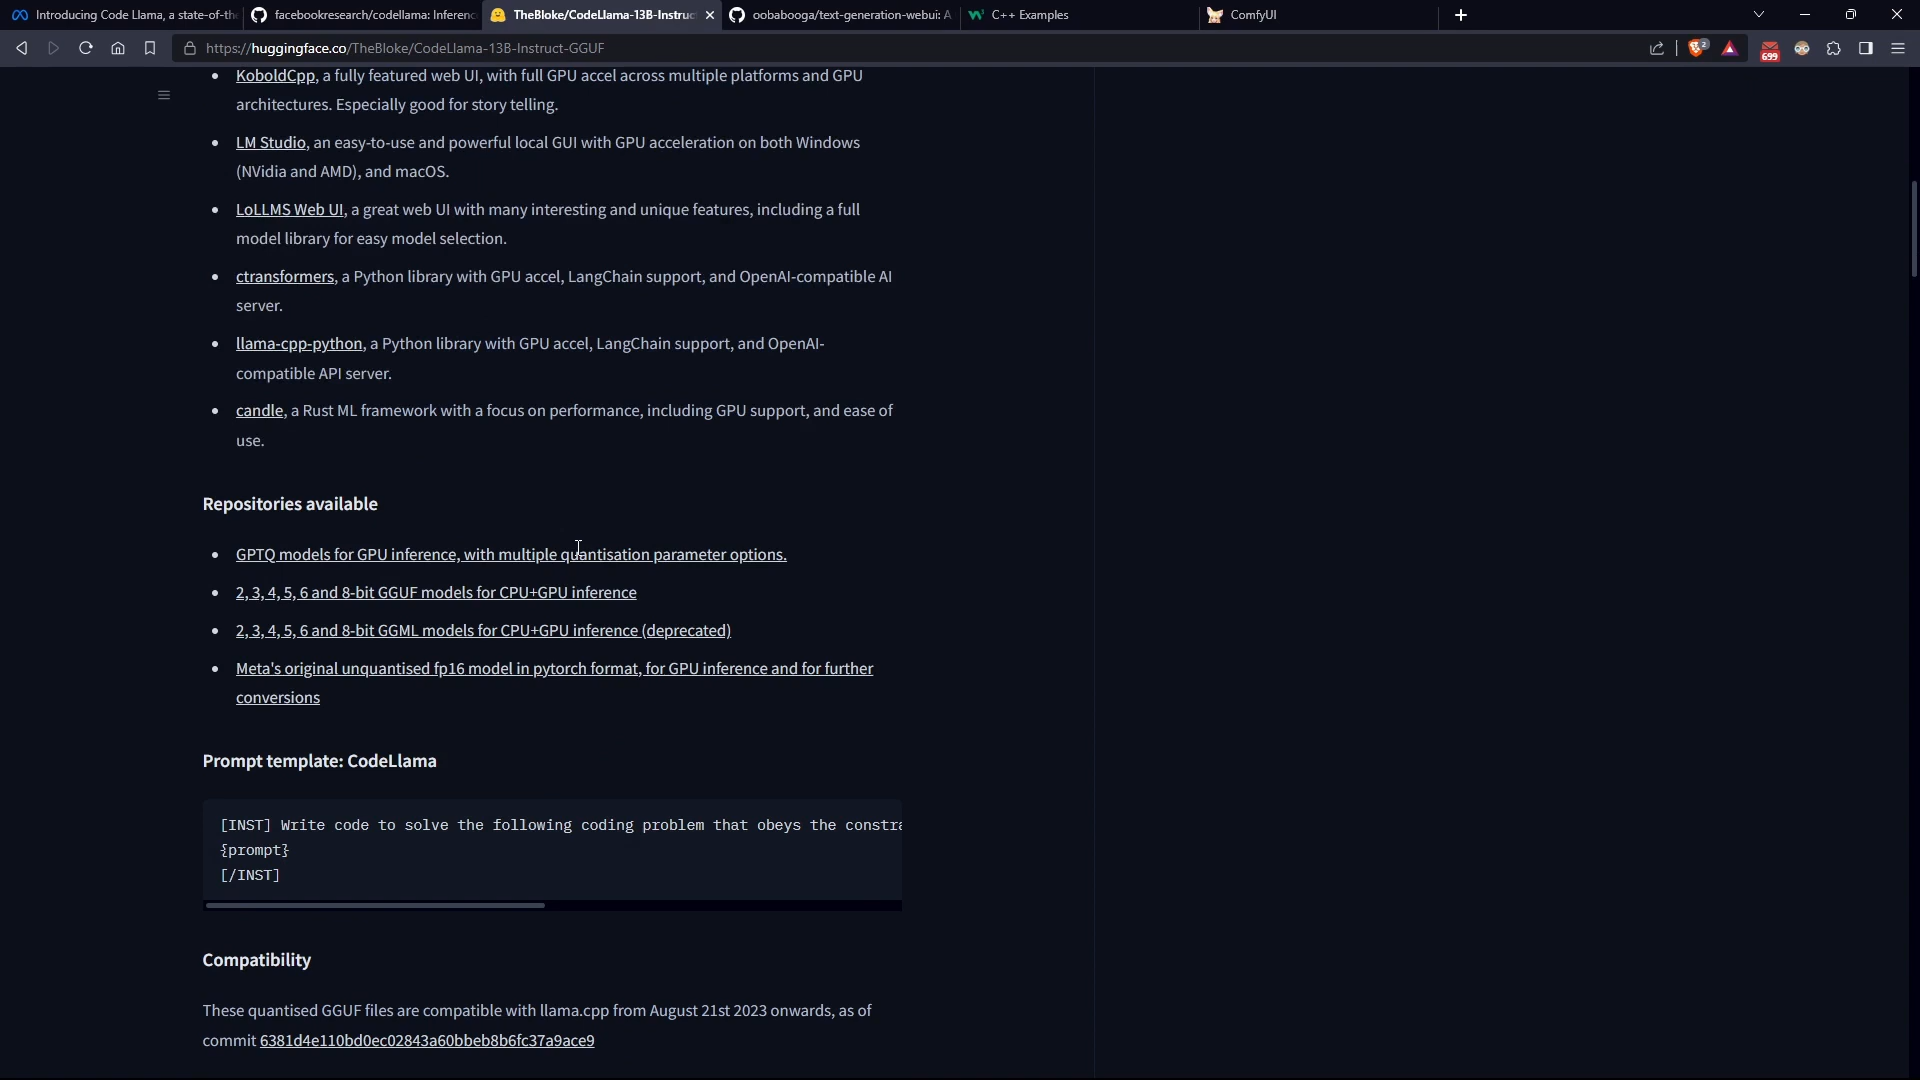 Introducing Code Llama, a state-of-th
facebookresearch/codellama: Inferenc
TheBloke/CodeLlama-13B-Instruc
oobabooga/text-generation-webui: A
C++ Examples
ComfyUI
https://huggingface.co/TheBloke/CodeLlama-13B-Instruct-GGUF
2
699
KoboldCpp, a fully featured web UI, with full GPU accel across multiple platforms and GPU
architectures. Especially good for story telling.
LM Studio, an easy-to-use and powerful local GUI with GPU acceleration on both Windows
(NVidia and AMD), and macOS.
LoLLMS Web UI, a great web UI with many interesting and unique features, including a full
model library for easy model selection.
ctransformers, a Python library with GPU accel, LangChain support, and OpenAI-compatible AI
server.
llama-cpp-python, a Python library with GPU accel, LangChain support, and OpenAI-
compatible API server.
candle, a Rust ML framework with a focus on performance, including GPU support, and ease of
use.
Repositories available
GPTQ models for GPU inference, with multiple quantisation parameter options.
2, 3, 4, 5, 6 and 8-bit GGUF models for CPU+GPU inference
2, 3, 4, 5, 6 and 8-bit GGML models for CPU+GPU inference (deprecated)
Meta's original unquantised fp16 model in pytorch format, for GPU inference and for further
conversions
Prompt template: CodeLlama
[INST] Write code to solve the following coding problem that obeys the constra
{prompt}
[/INST]
Compatibility
These quantised GGUF files are compatible with llama.cpp from August 21st 2023 onwards, as of
commit 6381d4e110bd0ec02843a60bbeb8b6fc37a9ace9